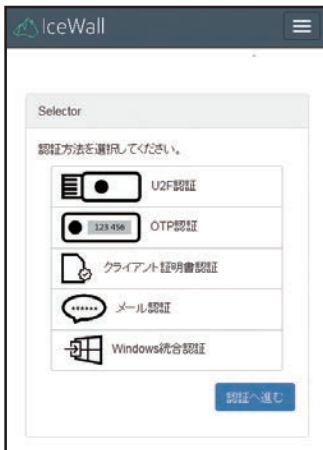 IceWall
Selector
認証方法を選択してください。
U2F認証
123 456 OTP認証
クライアント証明書認証
メール認証
Windows統合認証
認証へ進む